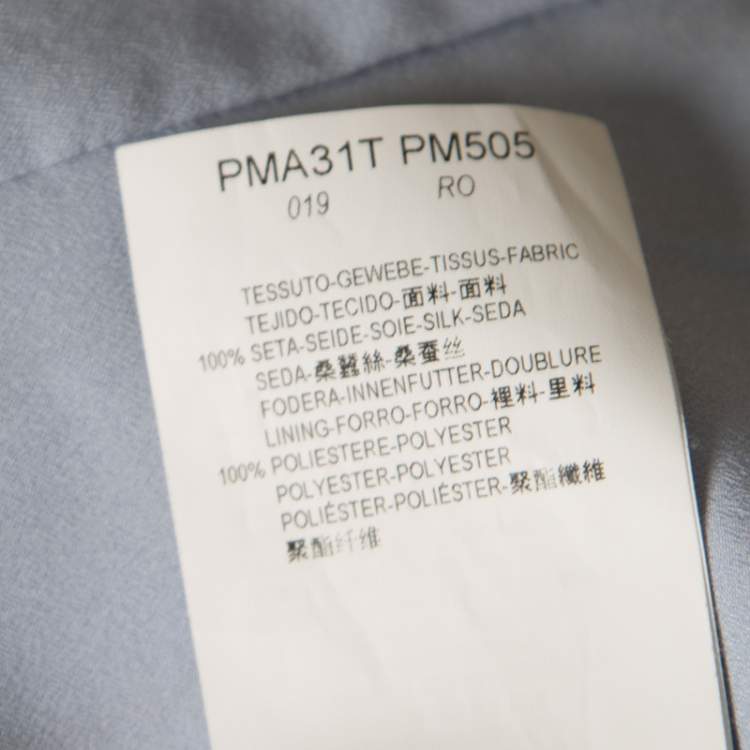 PMA31T PM505
019 RO
TESSUTO-GEWEBE-TISSUS-FABRIC
TEJIDO-TECIDO-面料-面料
100% SETA-SEIDE-SOIE-SILK-SEDA
SEDA-桑蠶絲-桑蚕丝
FODERA-INNENFUTTER-DOUBLURE
LINING-FORRO-FORRO-裡料-里料
100% POLIESTERE-POLYESTER
POLYESTER-POLYESTER
POLIÉSTER-POLIÉSTER-聚酯纖維
聚酯纤维